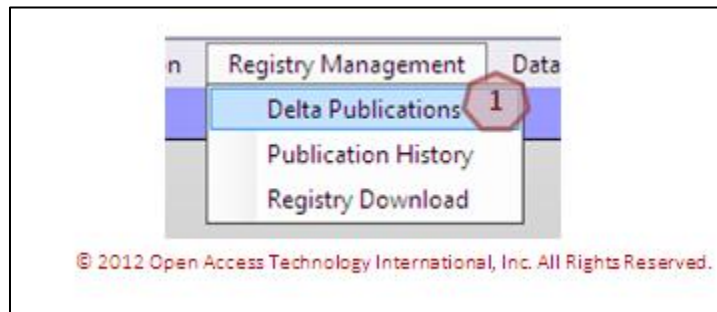 n Registry Management Data
Delta Publications 1
Publication History
Registry Download
© 2012 Open Access Technology International, Inc. All Rights Reserved.